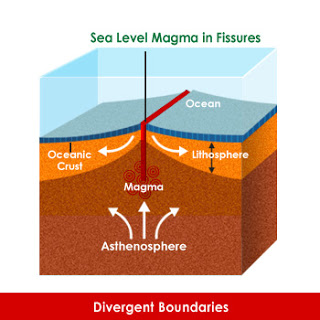 Sea Level Magma in Fissures
Ocean
Oceanic
Crust
Lithosphere
Magma
Asthenosphere
Divergent Boundaries